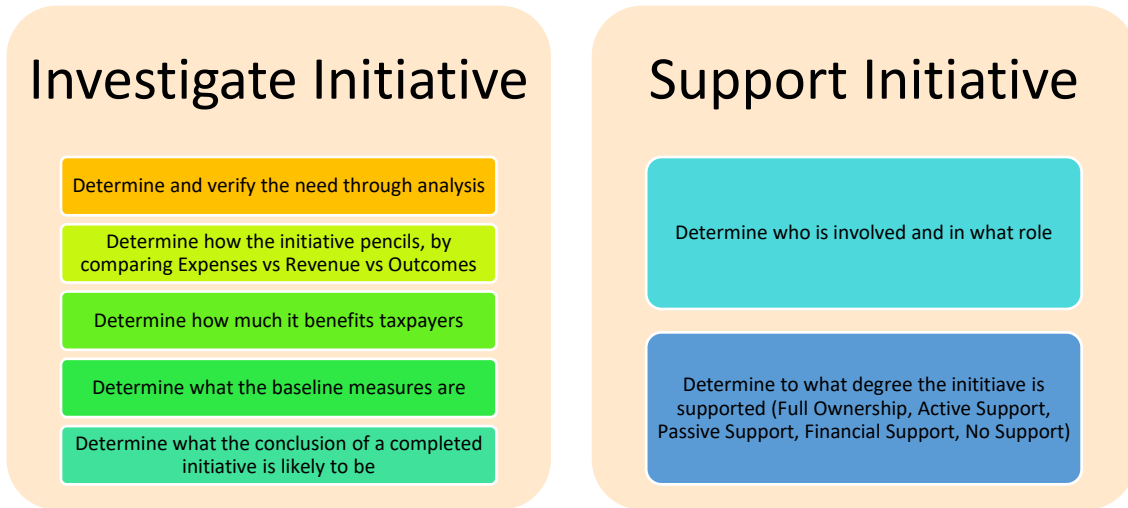 Investigate Initiative
Determine and verify the need through analysis
Determine how the initiative pencils, by
comparing Expenses vs Revenue vs Outcomes
Determine how much it benefits taxpayers
Determine what the baseline measures are
Determine what the conclusion of a completed
initiative is likely to be
Support Initiative
Determine who is involved and in what role
Determine to what degree the inititiave is
supported (Full Ownership, Active Support,
Passive Support, Financial Support, No Support)